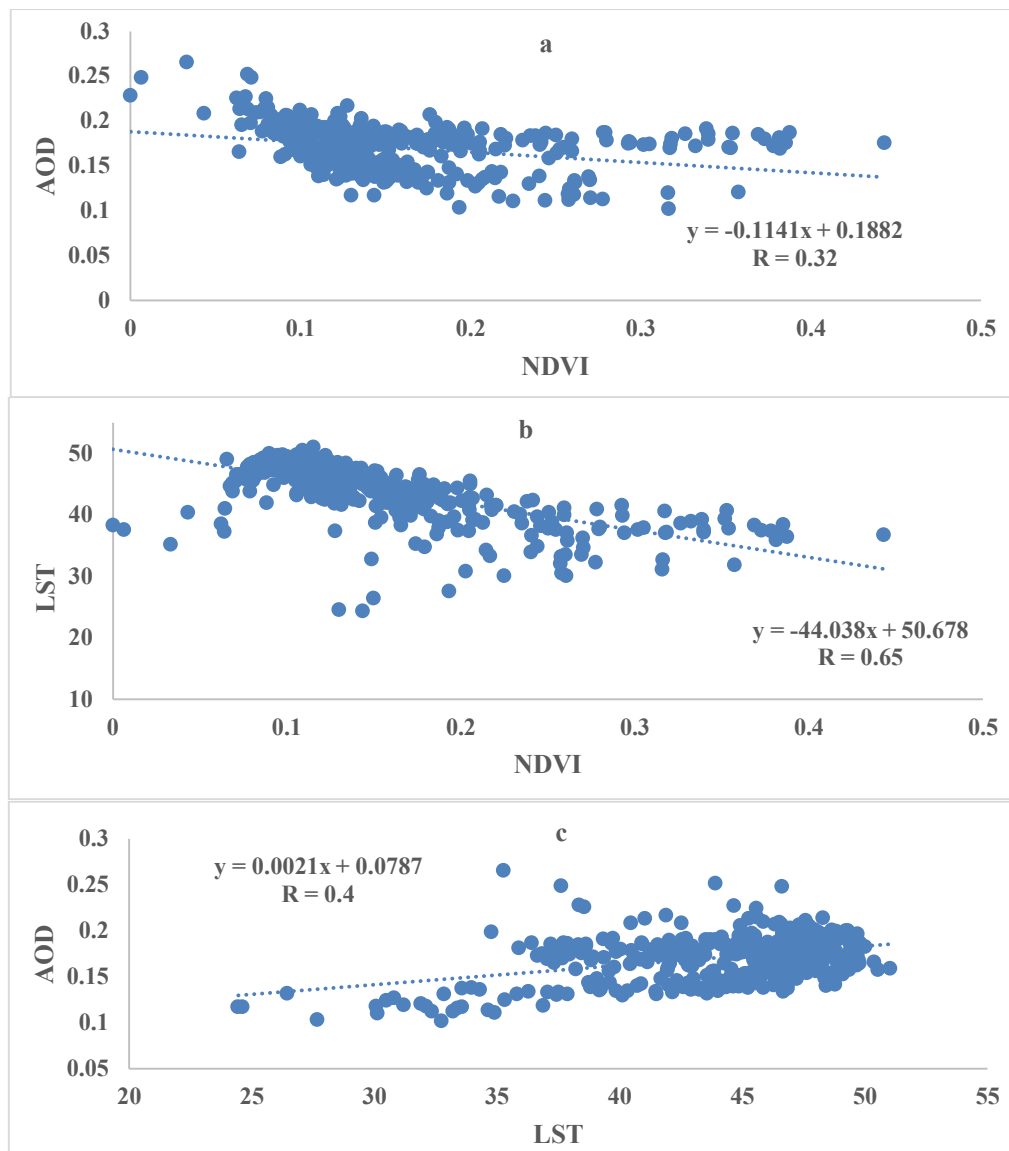 a
0.3
0.25
0.2
0.15
0.1
0.05
0
AOD
y = -0.1141x + 0.1882
R = 0.32
0 0.1 0.2 0.3 0.4 0.5
NDVI
b
50
40
30
20
10
LST
y = -44.038x + 50.678
R = 0.65
0 0.1 0.2 0.3 0.4 0.5
NDVI
c
0.3
0.25
0.2
0.15
0.1
0.05
AOD
y = 0.0021x + 0.0787
R = 0.4
20 25 30 35 40 45 50 55
LST